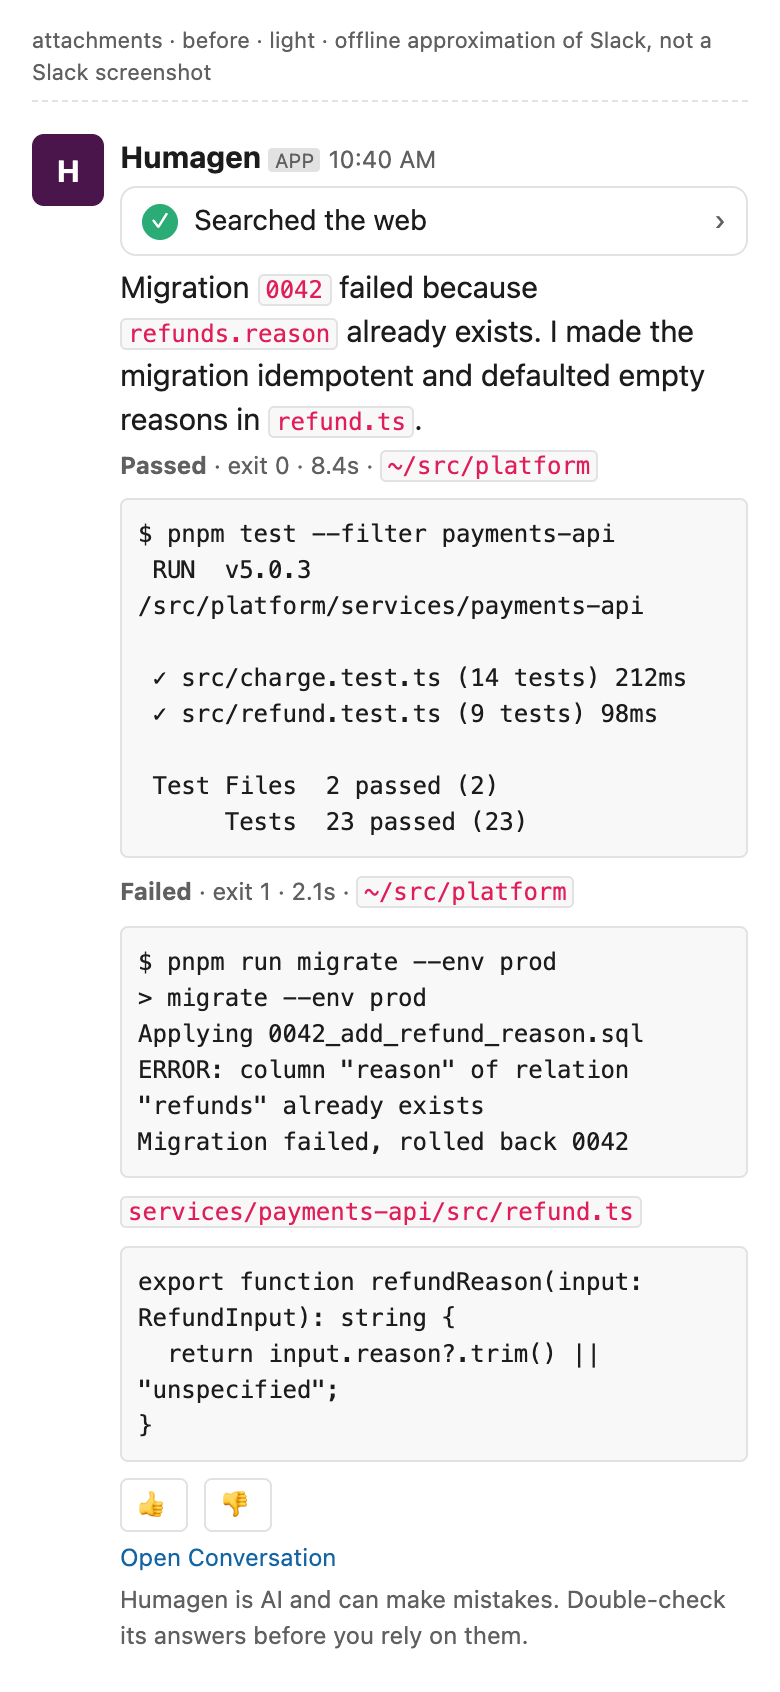 attachments · before · light · offline approximation of Slack, not a
Slack screenshot
H
Humagen APP 10:40 AM
✓ Searched the web ›
Migration 0042 failed because
refunds.reason already exists. I made the
migration idempotent and defaulted empty
reasons in refund.ts.
Passed · exit 0 · 8.4s · ~/src/platform
$ pnpm test --filter payments-api
 RUN  v5.0.3
/src/platform/services/payments-api

 ✓ src/charge.test.ts (14 tests) 212ms
 ✓ src/refund.test.ts (9 tests) 98ms

 Test Files  2 passed (2)
      Tests  23 passed (23)
Failed · exit 1 · 2.1s · ~/src/platform
$ pnpm run migrate --env prod
> migrate --env prod
Applying 0042_add_refund_reason.sql
ERROR: column "reason" of relation
"refunds" already exists
Migration failed, rolled back 0042
services/payments-api/src/refund.ts
export function refundReason(input:
RefundInput): string {
  return input.reason?.trim() ||
"unspecified";
}
👍 👎
Open Conversation
Humagen is AI and can make mistakes. Double-check
its answers before you rely on them.